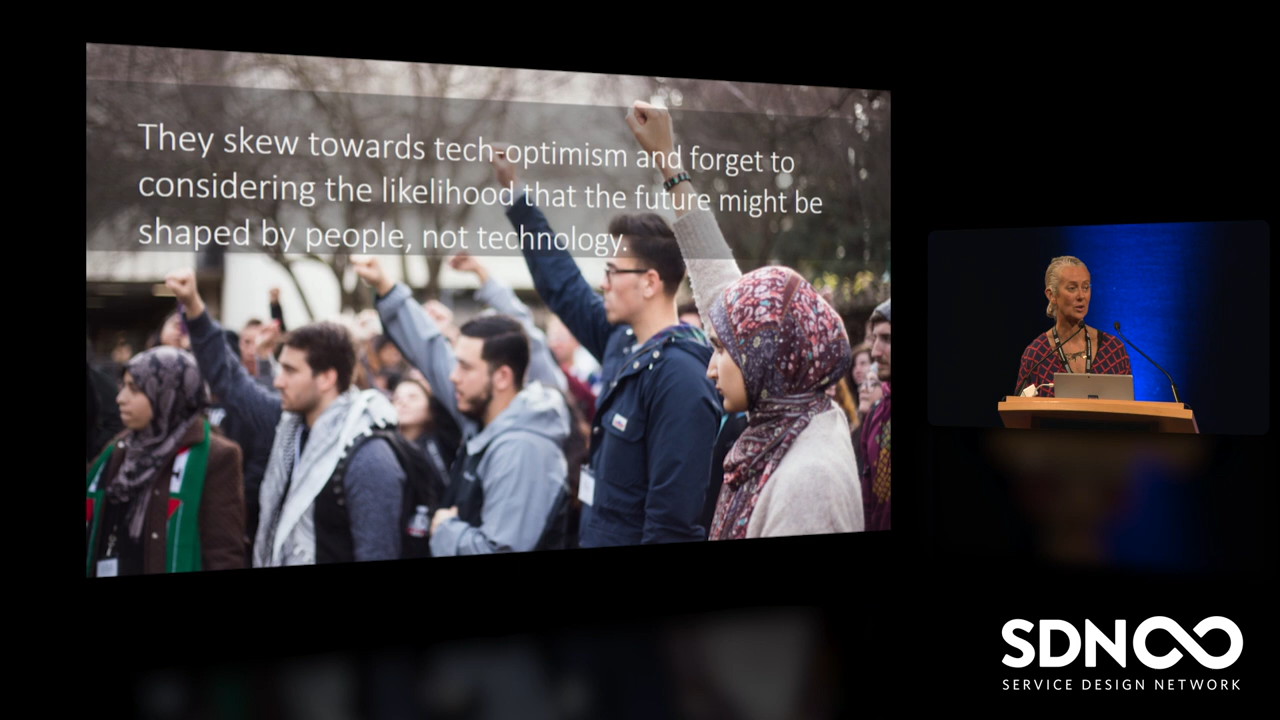 They skew towards tech-optimism and forget to
considering the likelihood that the future might be
shaped by people, not technology.
SDN
SERVICE DESIGN NETWORK